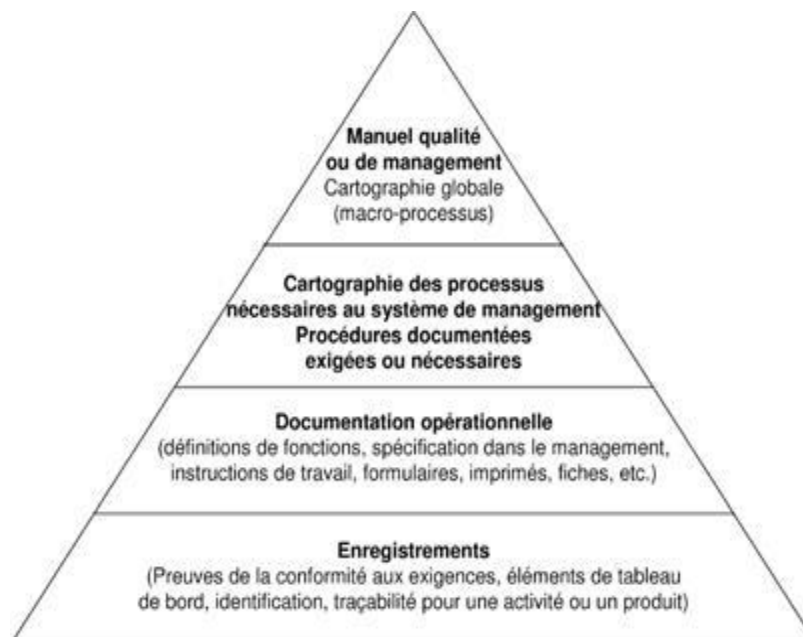 Manuel qualité
ou de management
Cartographie globale
(macro-processus)
Cartographie des processus
nécessaires au système de management
Procédures documentées
exigées ou nécessaires
Documentation opérationnelle
(définitions de fonctions, spécification dans le management,
instructions de travail, formulaires, imprimés, fiches, etc.)
Enregistrements
(Preuves de la conformité aux exigences, éléments de tableau
de bord, identification, traçabilité pour une activité ou un produit)